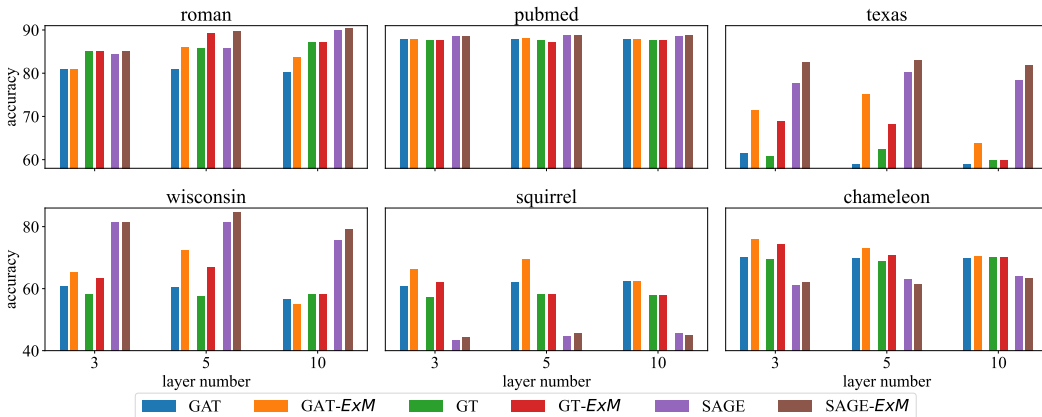 roman
pubmed
texas
90
80
70
60
accuracy
wisconsin
squirrel
chameleon
80
60
40
accuracy
3 5 10
3 5 10
3 5 10
layer number
layer number
layer number
GAT GAT-ExM GT GT-ExM SAGE SAGE-ExM